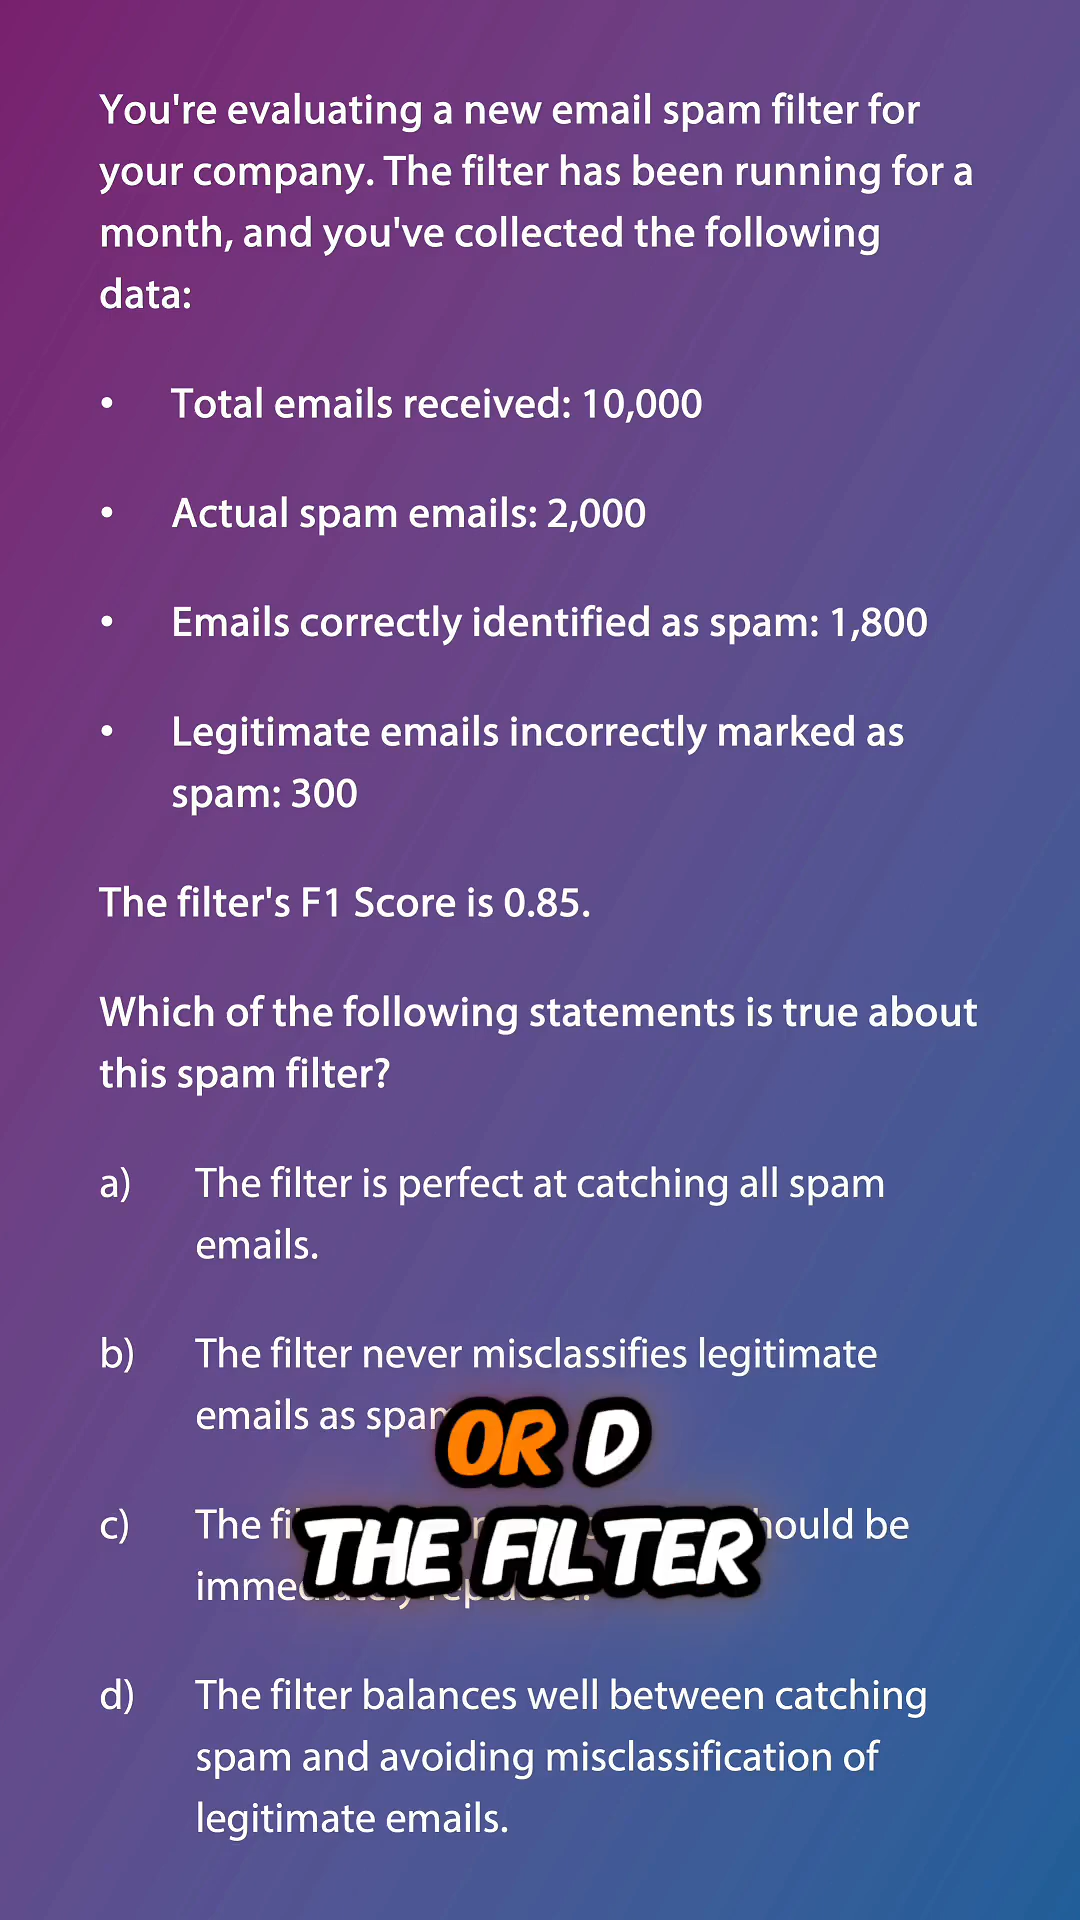 You're evaluating a new email spam filter for
your company. The filter has been running for a
month, and you've collected the following
data:
• Total emails received: 10,000
• Actual spam emails: 2,000
• Emails correctly identified as spam: 1,800
• Legitimate emails incorrectly marked as
spam: 300
The filter's F1 Score is 0.85.
Which of the following statements is true about
this spam filter?
a) The filter is perfect at catching all spam
emails.
b) The filter never misclassifies legitimate
emails as
OR D
c) The should be
THE FILTER
d) The filter balances well between catching
spam and avoiding misclassification of
legitimate emails.